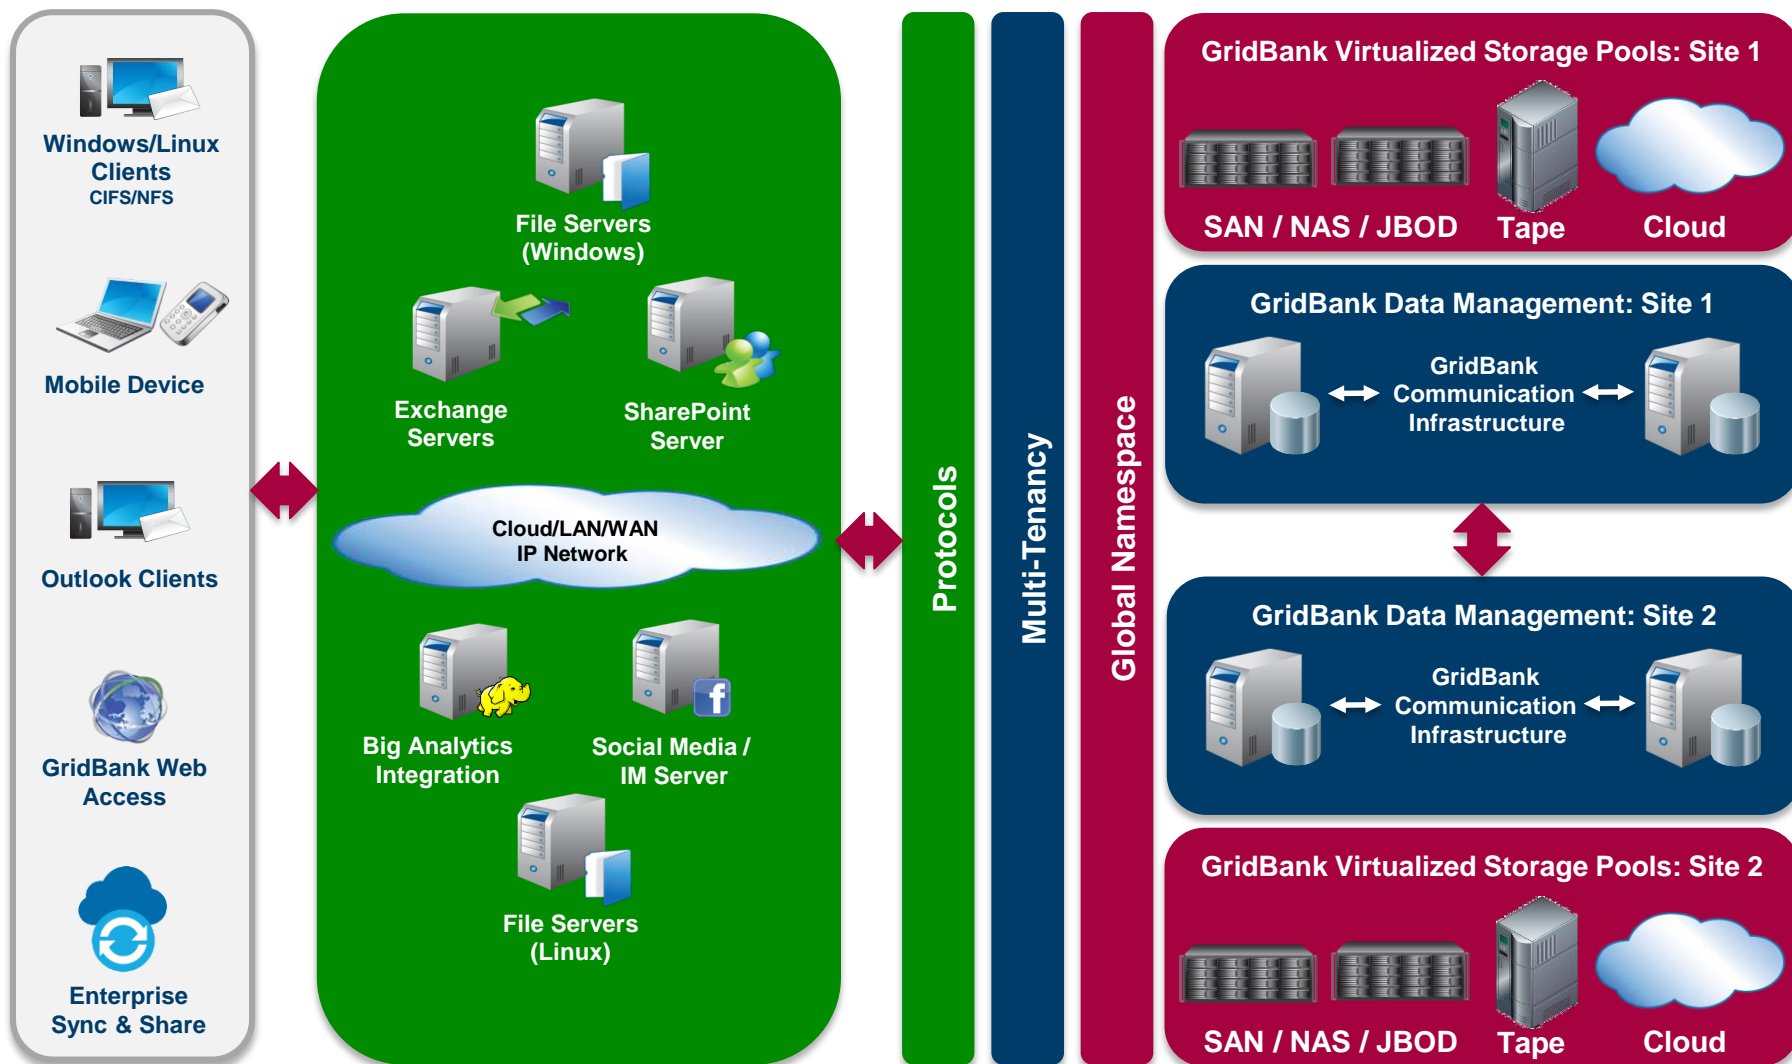 Windows/Linux
Clients
CIFS/NFS
Mobile Device
Outlook Clients
GridBank Web
Access
Enterprise
Sync & Share
File Servers
(Windows)
Exchange
Servers
SharePoint
Server
Cloud/LAN/WAN
IP Network
Big Analytics
Integration
Social Media /
IM Server
File Servers
(Linux)
Protocols
Multi-Tenancy
Global Namespace
GridBank Virtualized Storage Pools: Site 1
SAN / NAS / JBOD
Tape
Cloud
GridBank Data Management: Site 1
GridBank
Communication
Infrastructure
GridBank Data Management: Site 2
GridBank
Communication
Infrastructure
GridBank Virtualized Storage Pools: Site 2
SAN / NAS / JBOD
Tape
Cloud